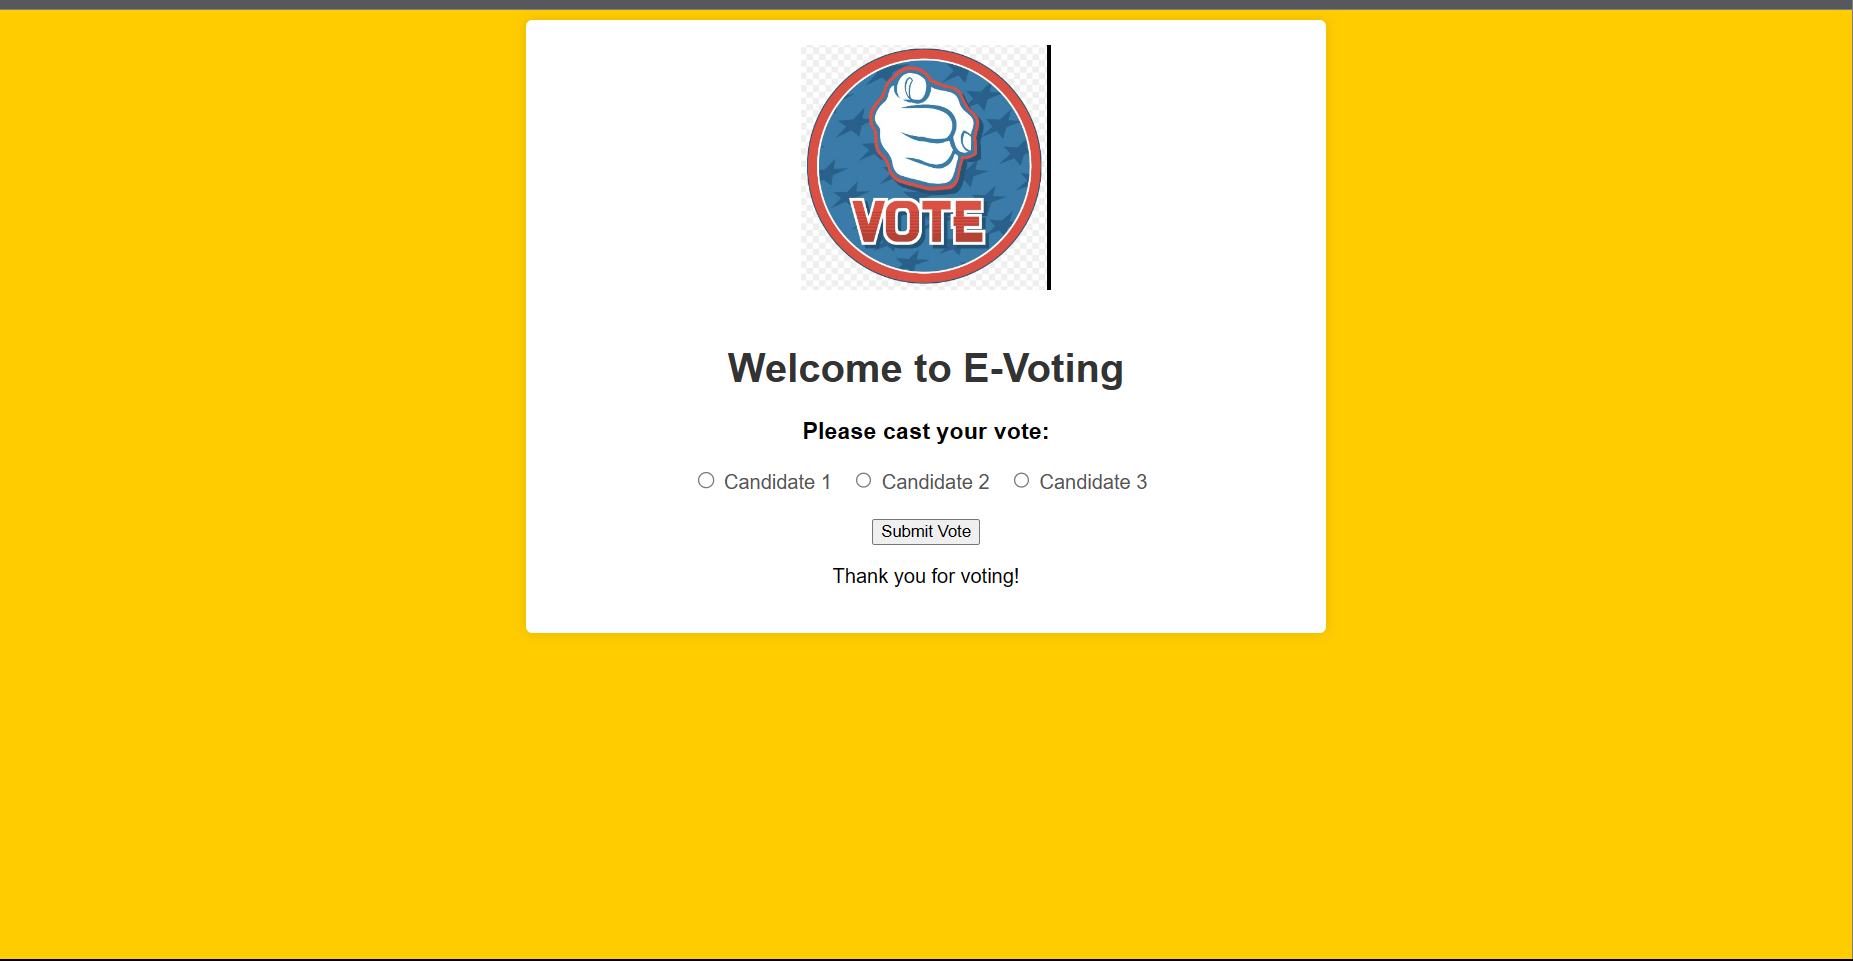 VOTE
Welcome to E-Voting
Please cast your vote:
Candidate 1 Candidate 2 Candidate 3
Submit Vote
Thank you for voting!